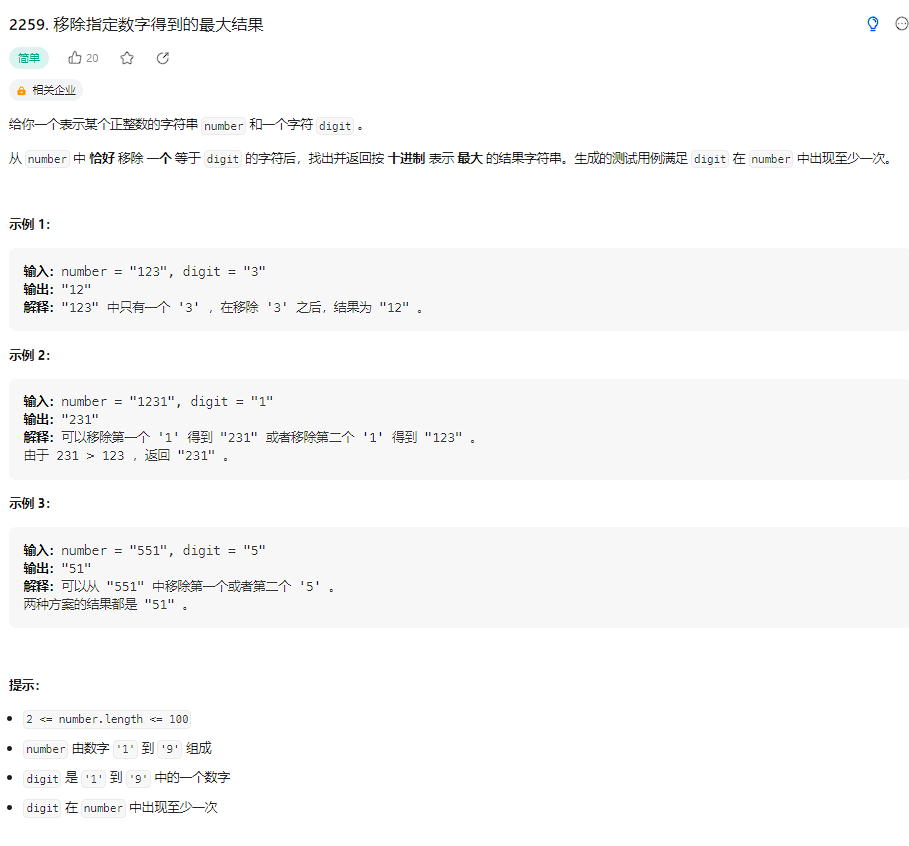 2259. 移除指定数字得到的最大结果
简单 20
相关企业
给你一个表示某个正整数的字符串 number 和一个字符 digit 。
从 number 中 恰好 移除 一个 等于 digit 的字符后，找出并返回按 十进制 表示 最大 的结果字符串。生成的测试用例满足 digit 在 number 中出现至少一次。
示例 1：
输入：number = "123", digit = "3"
输出："12"
解释："123" 中只有一个 '3' ，在移除 '3' 之后，结果为 "12" 。
示例 2：
输入：number = "1231", digit = "1"
输出："231"
解释：可以移除第一个 '1' 得到 "231" 或者移除第二个 '1' 得到 "123" 。
由于 231 > 123 ，返回 "231" 。
示例 3：
输入：number = "551", digit = "5"
输出："51"
解释：可以从 "551" 中移除第一个或者第二个 '5' 。
两种方案的结果都是 "51" 。
提示：
2 <= number.length <= 100
number 由数字 '1' 到 '9' 组成
digit 是 '1' 到 '9' 中的一个数字
digit 在 number 中出现至少一次